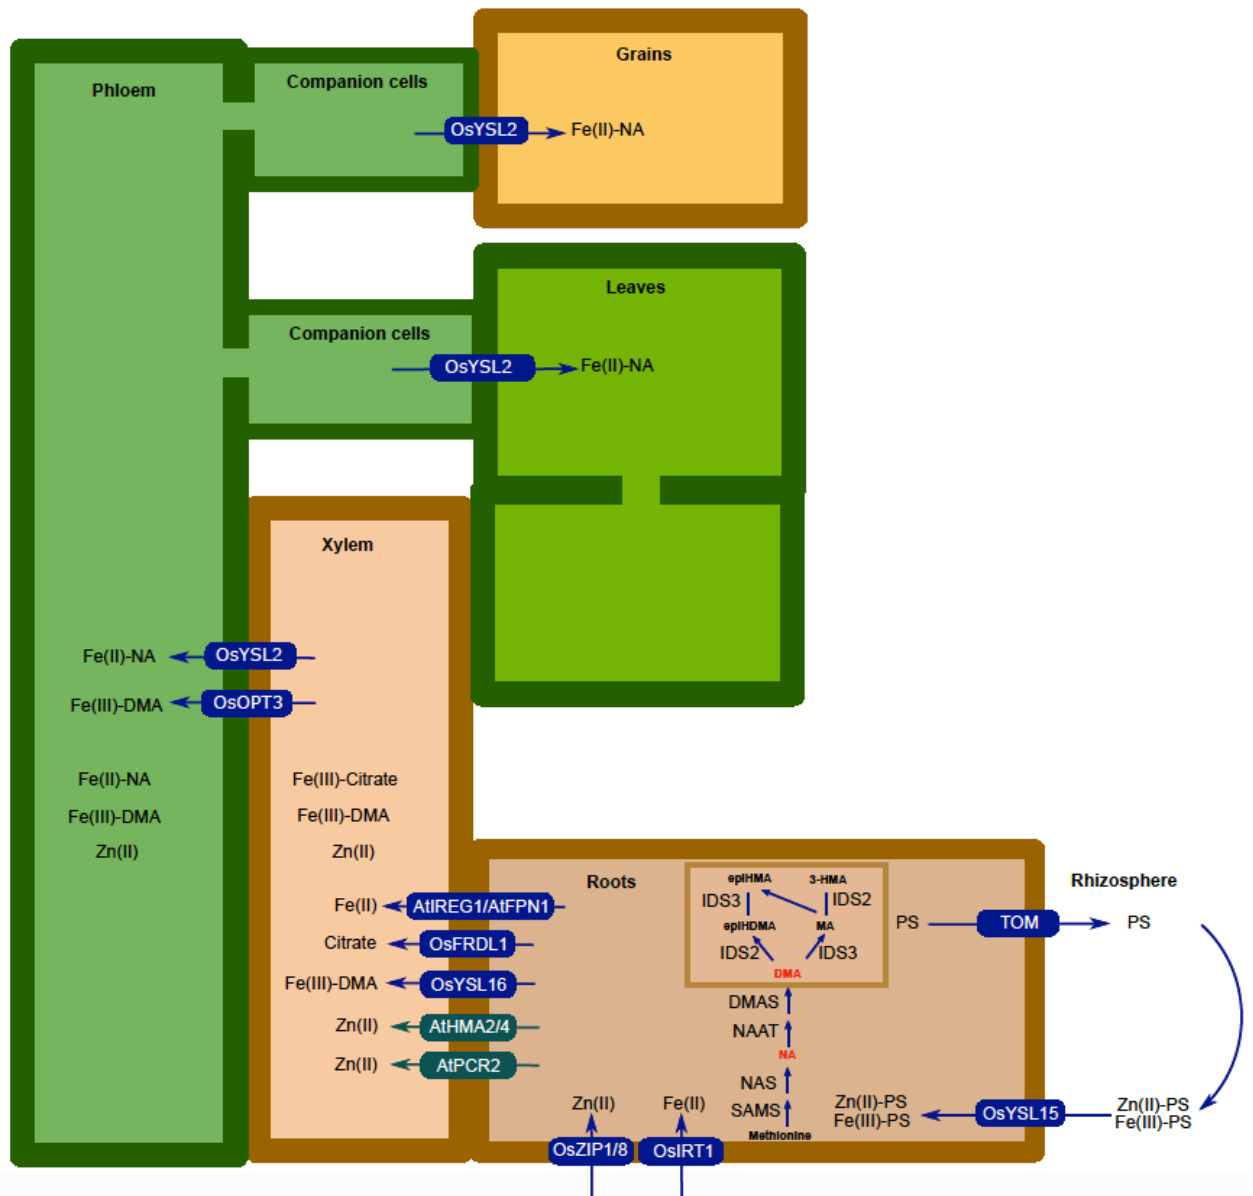 Grains
Phloem
Companion cells
OsYSL2
Fe(II)-NA
Leaves
Companion cells
OsYSL2
Fe(II)-NA
Xylem
Fe(II)-NA
OsYSL2
Fe(III)-DMA
OsOPT3
Fe(II)-NA
Fe(III)-DMA
Zn(II)
Fe(III)-Citrate
Fe(III)-DMA
Zn(II)
Fe(II)
AtIREG1/AtFPN1
Citrate
OsFRDL1
Fe(III)-DMA
OsYSL16
Zn(II)
AtHMA2/4
Zn(II)
AtPCR2
Roots
epiHMA
3-HMA
IDS3
IDS2
epiHDMA
MA
IDS2
IDS3
DMA
DMAS
NAAT
NA
NAS
SAMS
Methionine
PS
TOM
PS
Rhizosphere
Zn(II)
Fe(II)
OsZIP1/8
OsIRT1
Zn(II)-PS
Fe(III)-PS
OsYSL15
Zn(II)-PS
Fe(III)-PS